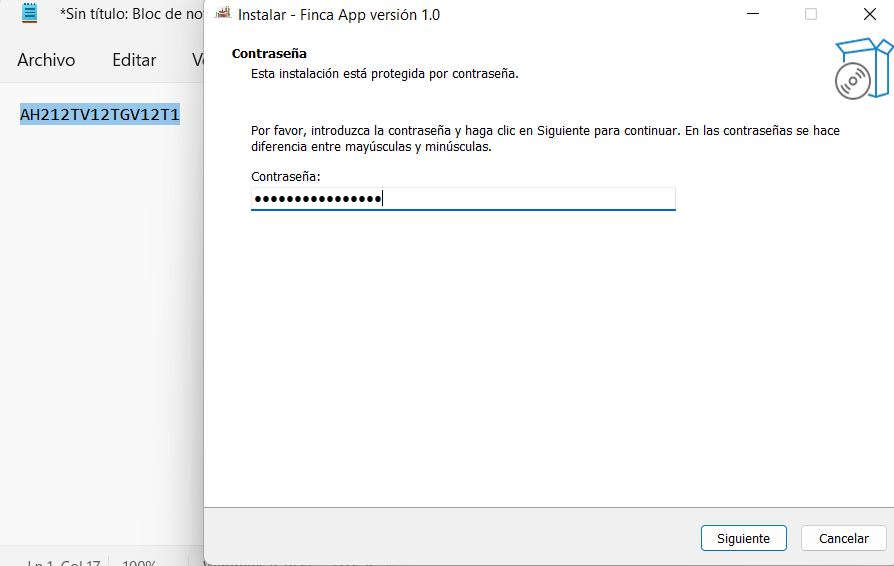 *Sin título: Bloc de no
Instalar - Finca App versión 1.0
Archivo
Editar
Contraseña
Esta instalación está protegida por contraseña.
AH212TV12TGV12T1
Por favor, introduzca la contraseña y haga clic en Siguiente para continuar. En las contraseñas se hace
diferencia entre mayúsculas y minúsculas.
Contraseña:
Siguiente
Cancelar
Ln 1, Col 17
100%